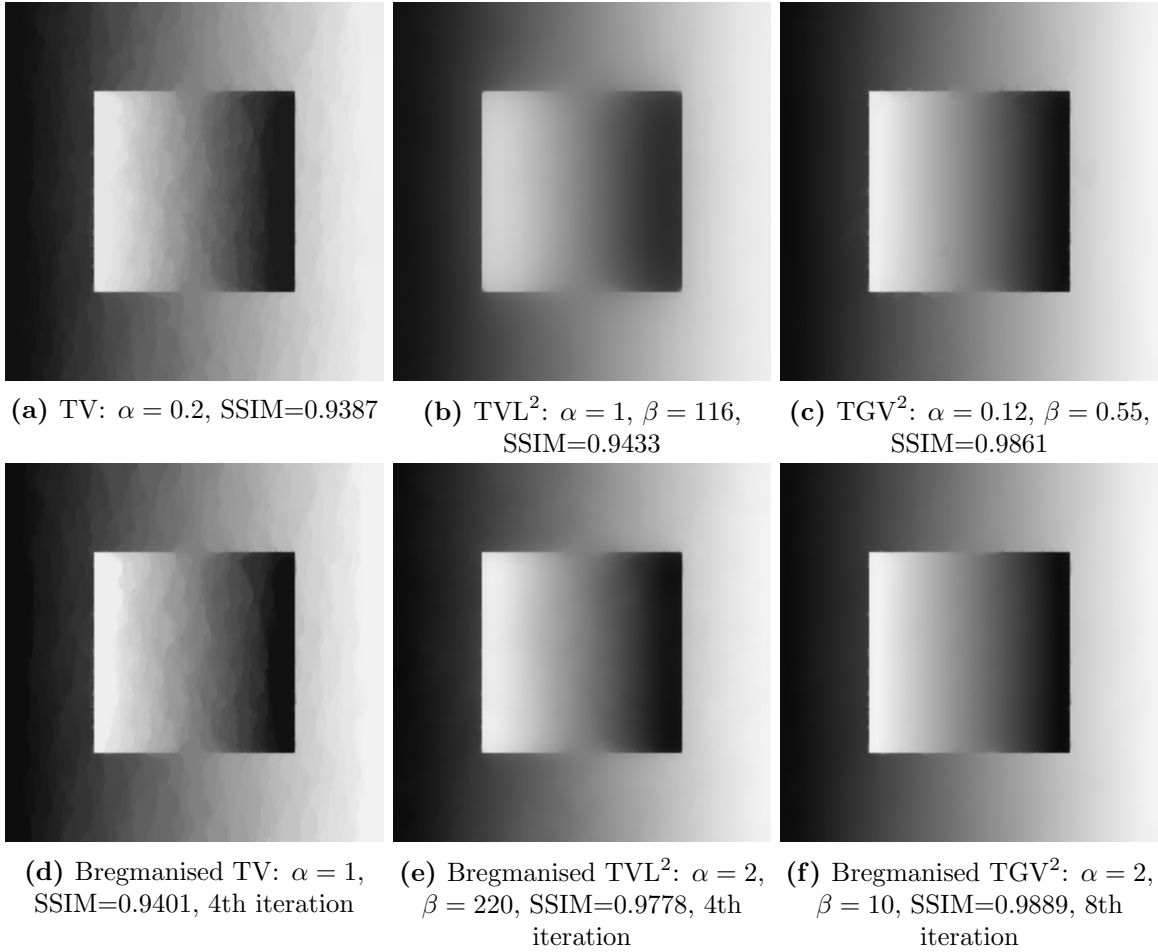 (a) TV: α = 0.2, SSIM=0.9387
(b) TVL²: α = 1, β = 116,
SSIM=0.9433
(c) TGV²: α = 0.12, β = 0.55,
SSIM=0.9861
(d) Bregmanised TV: α = 1,
SSIM=0.9401, 4th iteration
(e) Bregmanised TVL²: α = 2,
β = 220, SSIM=0.9778, 4th
iteration
(f) Bregmanised TGV²: α = 2,
β = 10, SSIM=0.9889, 8th
iteration